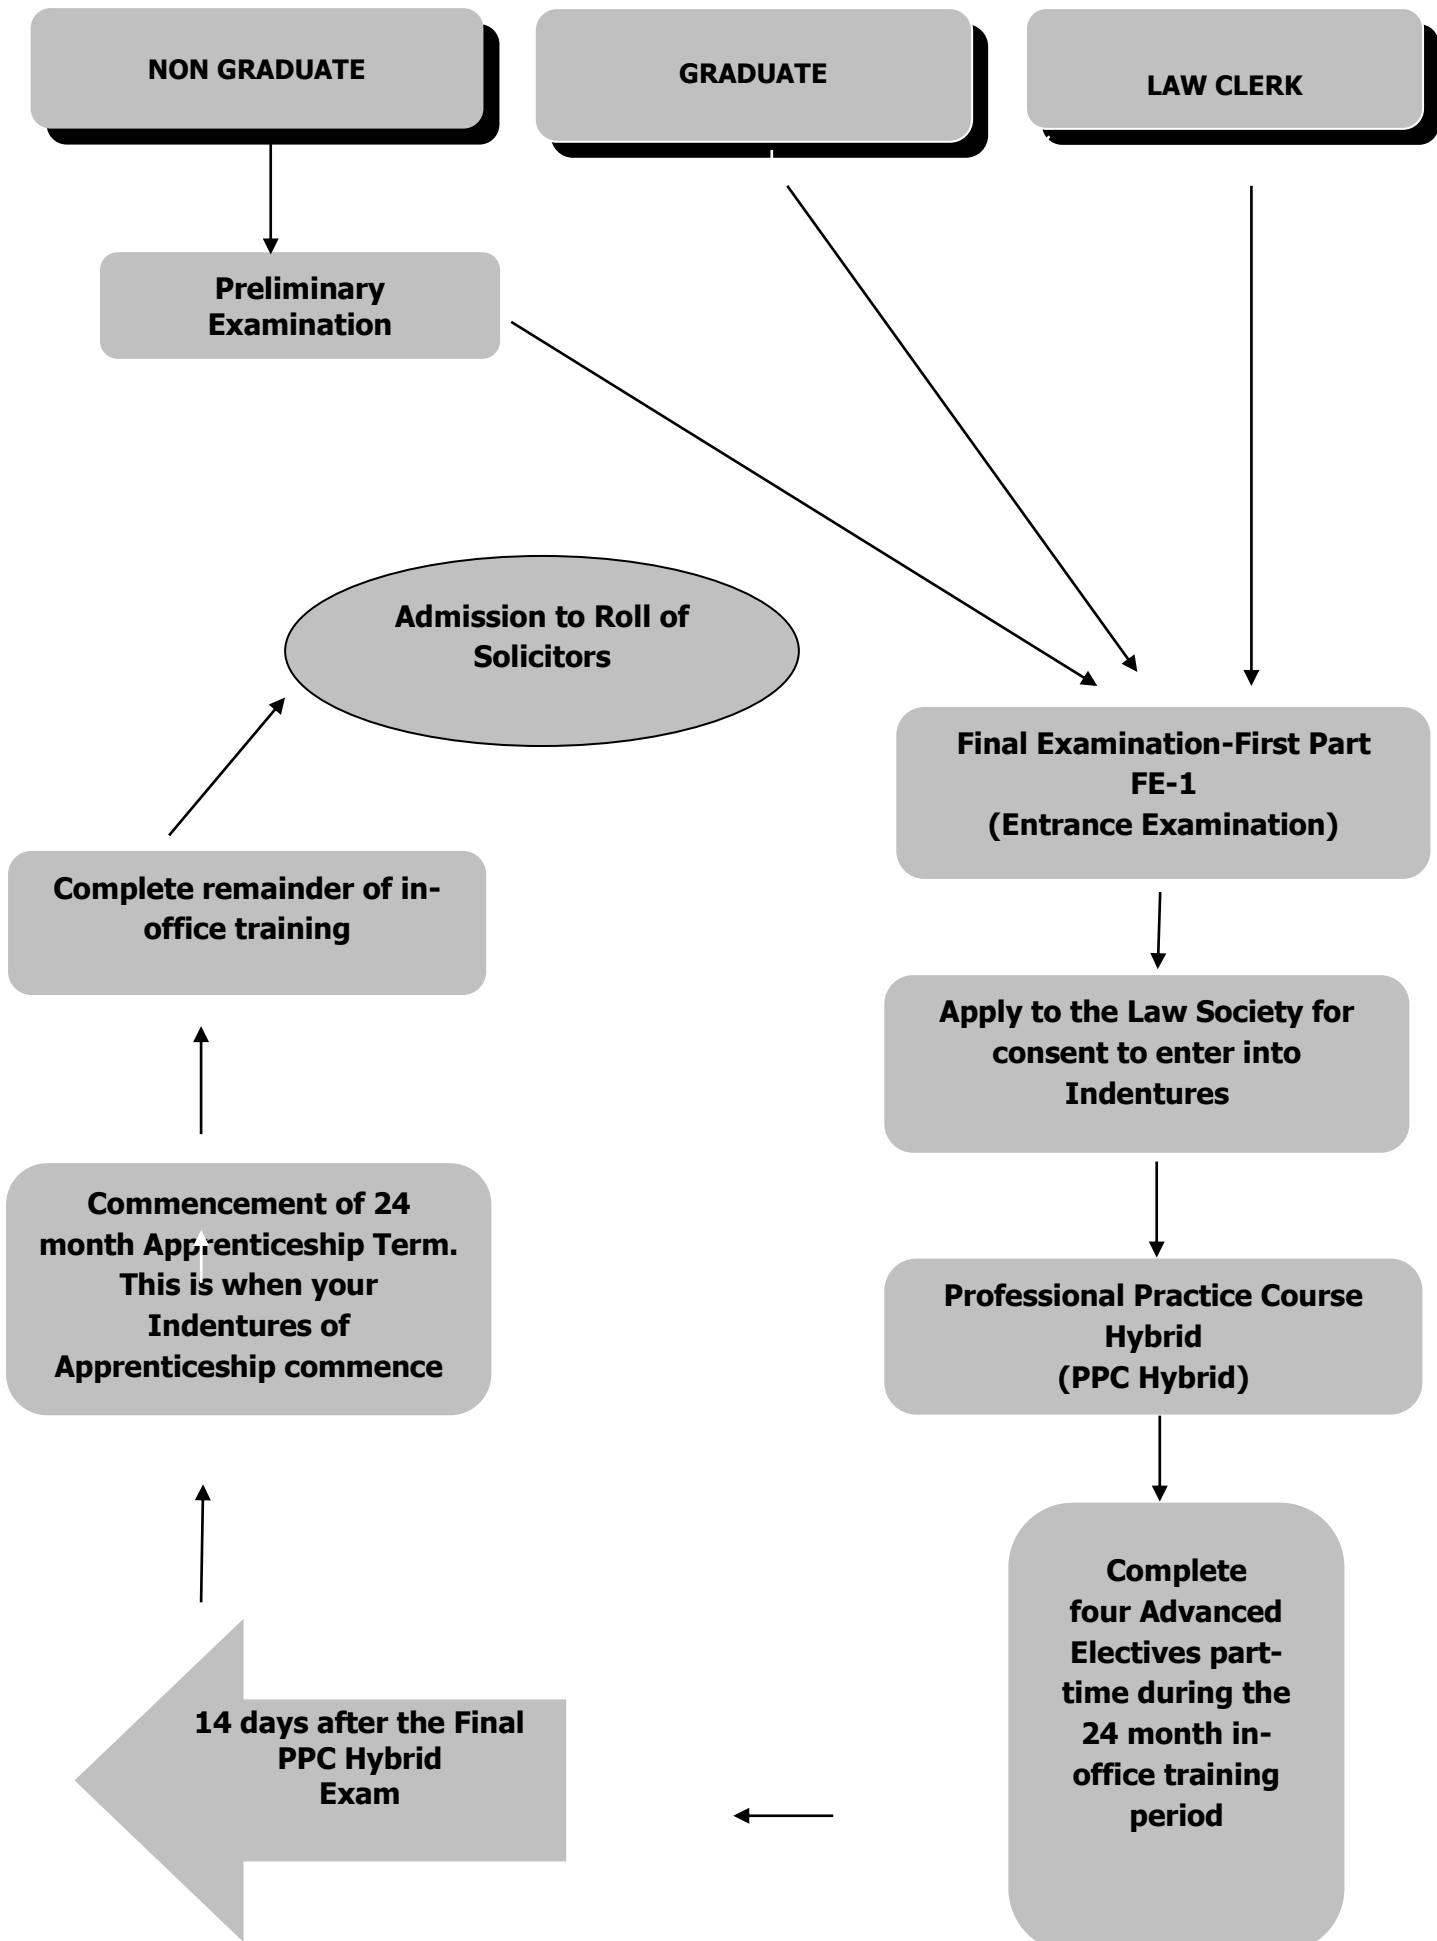 NON GRADUATE
GRADUATE
LAW CLERK
Preliminary
Examination
Admission to Roll of
Solicitors
Final Examination-First Part
FE-1
(Entrance Examination)
Complete remainder of in-
office training
Apply to the Law Society for
consent to enter into
Indentures
Commencement of 24
month Apprenticeship Term.
This is when your
Indentures of
Apprenticeship commence
Professional Practice Course
Hybrid
(PPC Hybrid)
Complete
four Advanced
Electives part-
time during the
24 month in-
office training
period
14 days after the Final
PPC Hybrid
Exam